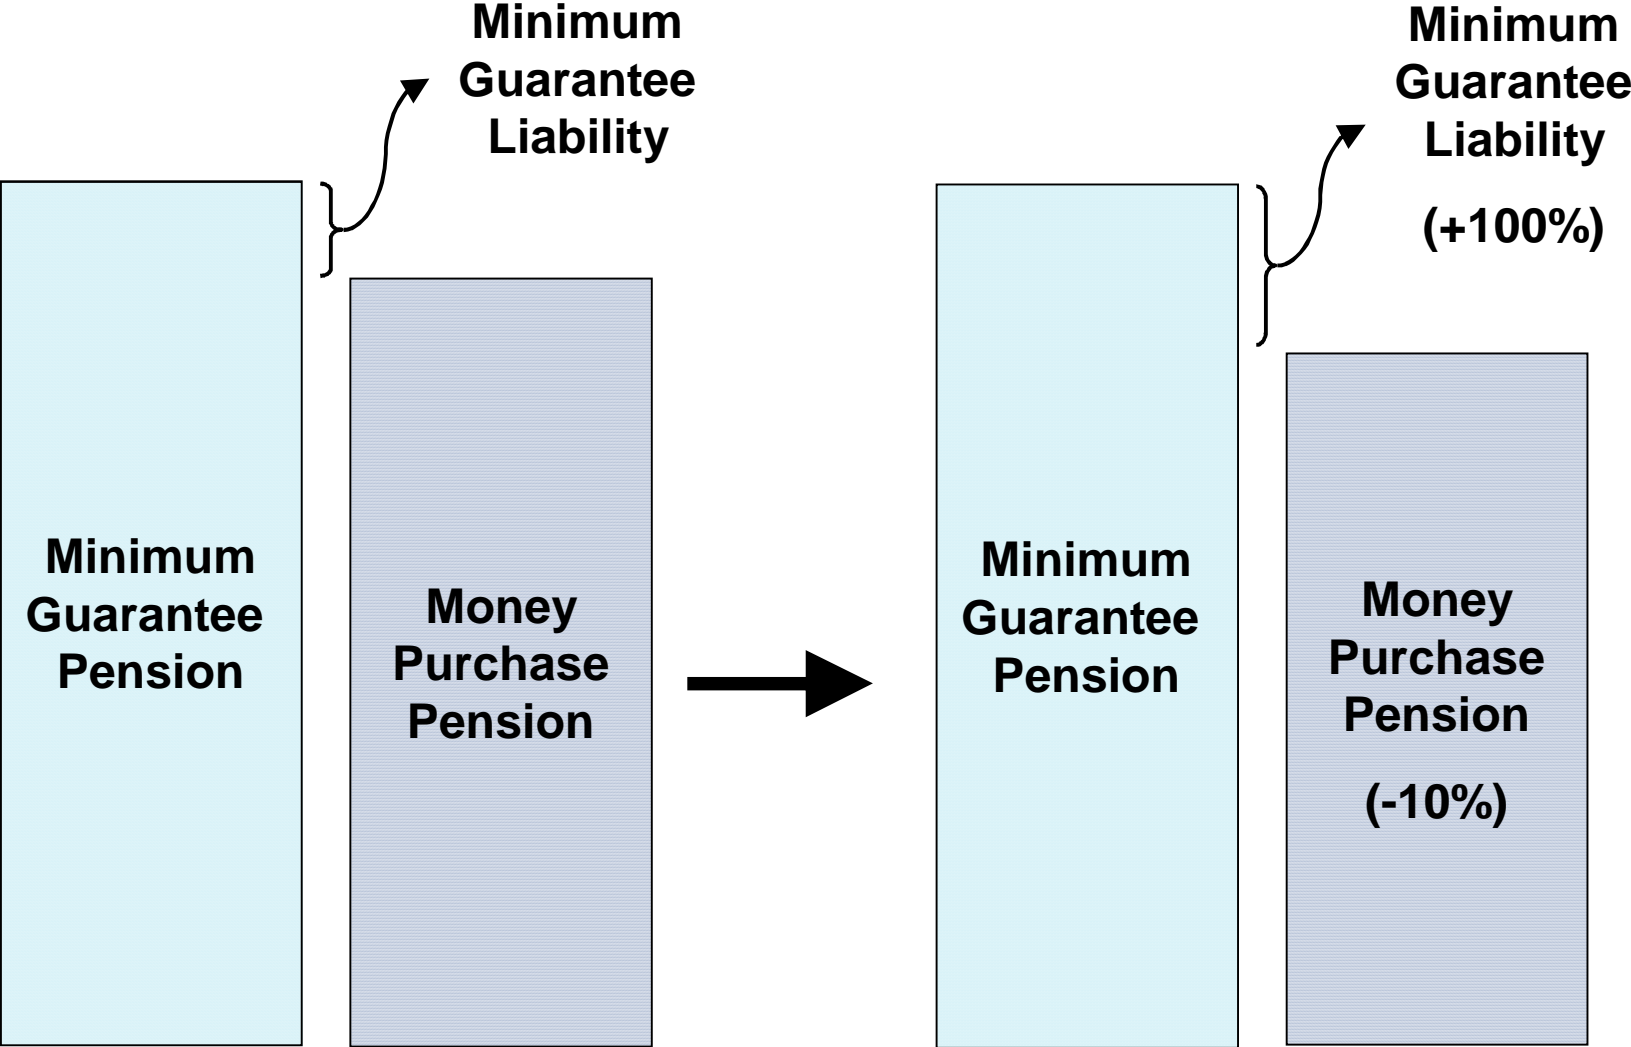 Minimum
Guarantee
Liability
Minimum
Guarantee
Pension
Money
Purchase
Pension
Minimum
Guarantee
Liability
(+100%)
Minimum
Guarantee
Pension
Money
Purchase
Pension
(-10%)